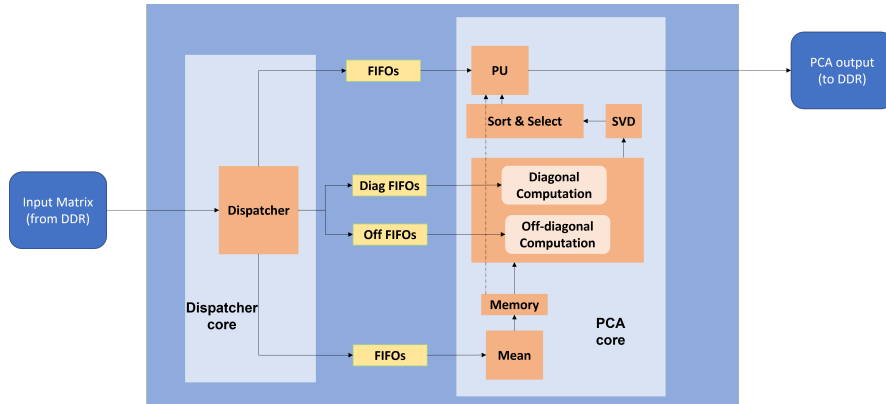 FIFOs
PU
PCA output
(to DDR)
Sort & Select
SVD
Input Matrix
(from DDR)
Dispatcher
Diag FIFOs
Diagonal
Computation
Off FIFOs
Off-diagonal
Computation
Dispatcher
core
Memory
PCA
core
FIFOs
Mean